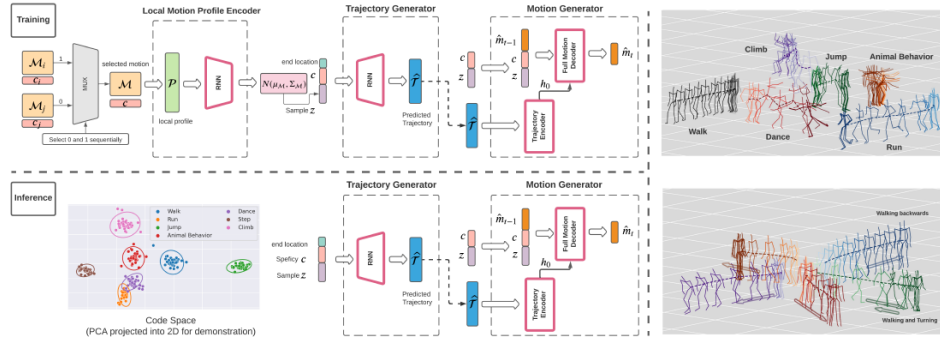 Training
Local Motion Profile Encoder
Trajectory Generator
Motion Generator
M_i
c_i
1
M_j
c_j
0
MUX
Select 0 and 1 sequentially
selected motion
M
c
P
local profile
RNN
N(μ_M, Σ_M)
Sample z
end location
c
z
RNN
T̂
Predicted
Trajectory
c
z
T̂
m̂_{t-1}
c
z
Trajectory
Encoder
h_0
Full Motion
Decoder
m̂_t
Climb
Jump
Animal Behavior
Walk
Dance
Run
Inference
Trajectory Generator
Motion Generator
Walk
Run
Jump
Animal Behavior
Dance
Step
Climb
Code Space
(PCA projected into 2D for demonstration)
end location
Speficy c
Sample z
RNN
T̂
Predicted
Trajectory
c
z
T̂
m̂_{t-1}
c
z
Trajectory
Encoder
h_0
Full Motion
Decoder
m̂_t
Walking backwards
Walking and Turning